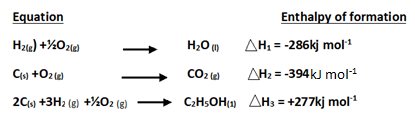 Equation Enthalpy of formation
H₂(g) +½O₂(g) ⟶ H₂O (l) △H₁ = -286kj mol⁻¹
C(s) +O₂ (g) ⟶ CO₂ (g) △H₂ = -394kJ mol⁻¹
2C(s) +3H₂ (g) +½O₂ (g) ⟶ C₂H₅OH(1) △H₃ = +277kj mol⁻¹